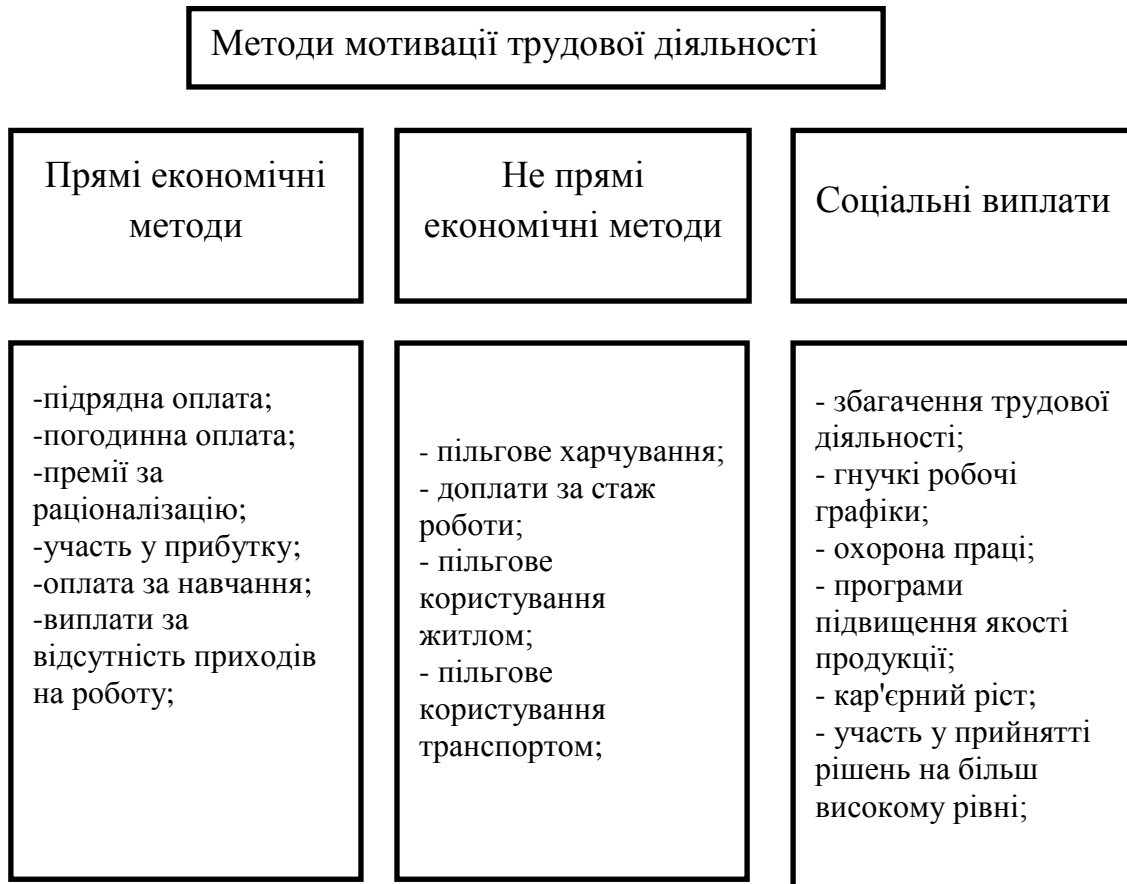 Методи мотивації трудової діяльності
Прямі економічні
методи
Не прямі
економічні методи
Соціальні виплати
-підрядна оплата;
-погодинна оплата;
-премії за
раціоналізацію;
-участь у прибутку;
-оплата за навчання;
-виплати за
відсутність приходів
на роботу;
- пільгове харчування;
- доплати за стаж
роботи;
- пільгове
користування
житлом;
- пільгове
користування
транспортом;
- збагачення трудової
діяльності;
- гнучкі робочі
графіки;
- охорона праці;
- програми
підвищення якості
продукції;
- кар'єрний ріст;
- участь у прийнятті
рішень на більш
високому рівні;